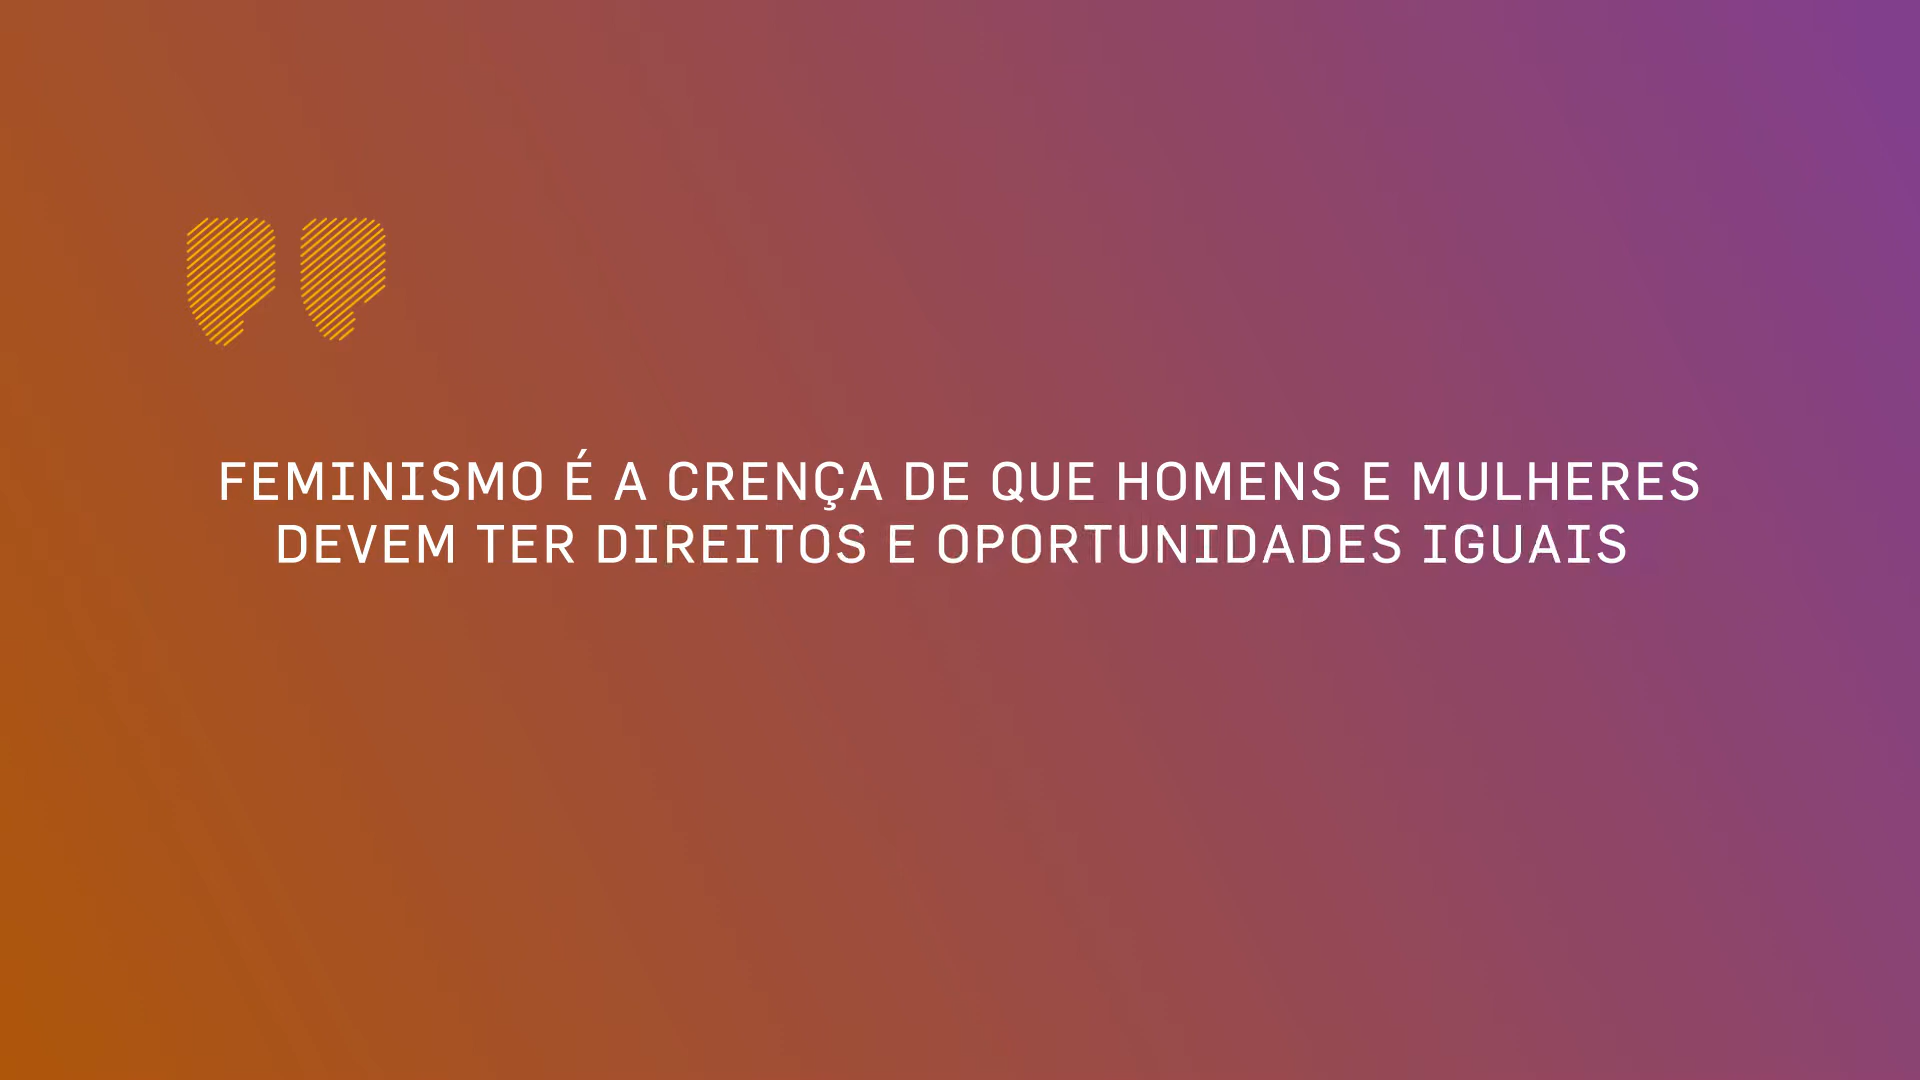 FEMINISMO É A CRENÇA DE QUE HOMENS E MULHERES
DEVEM TER DIREITOS E OPORTUNIDADES IGUAIS